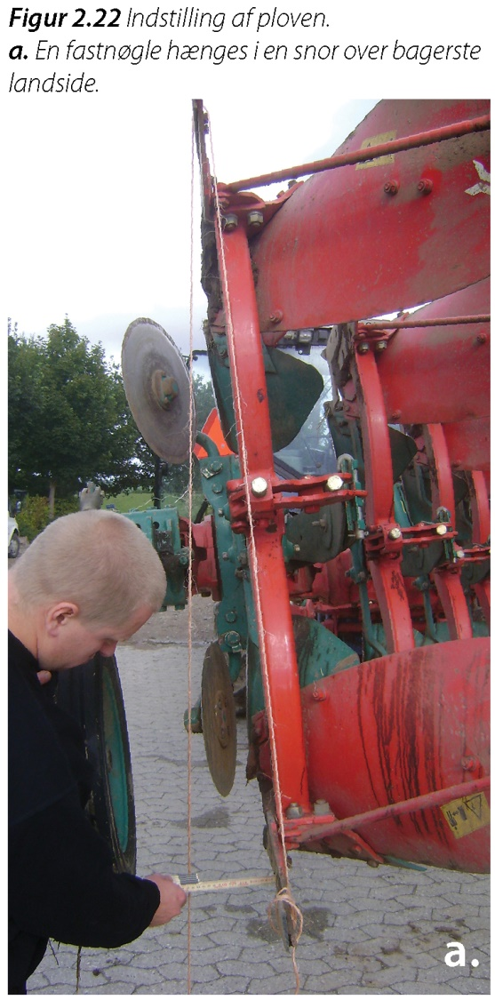 Figur 2.22 Indstilling af ploven.
a. En fastnøgle hænges i en snor over bagerste
landside.
a.